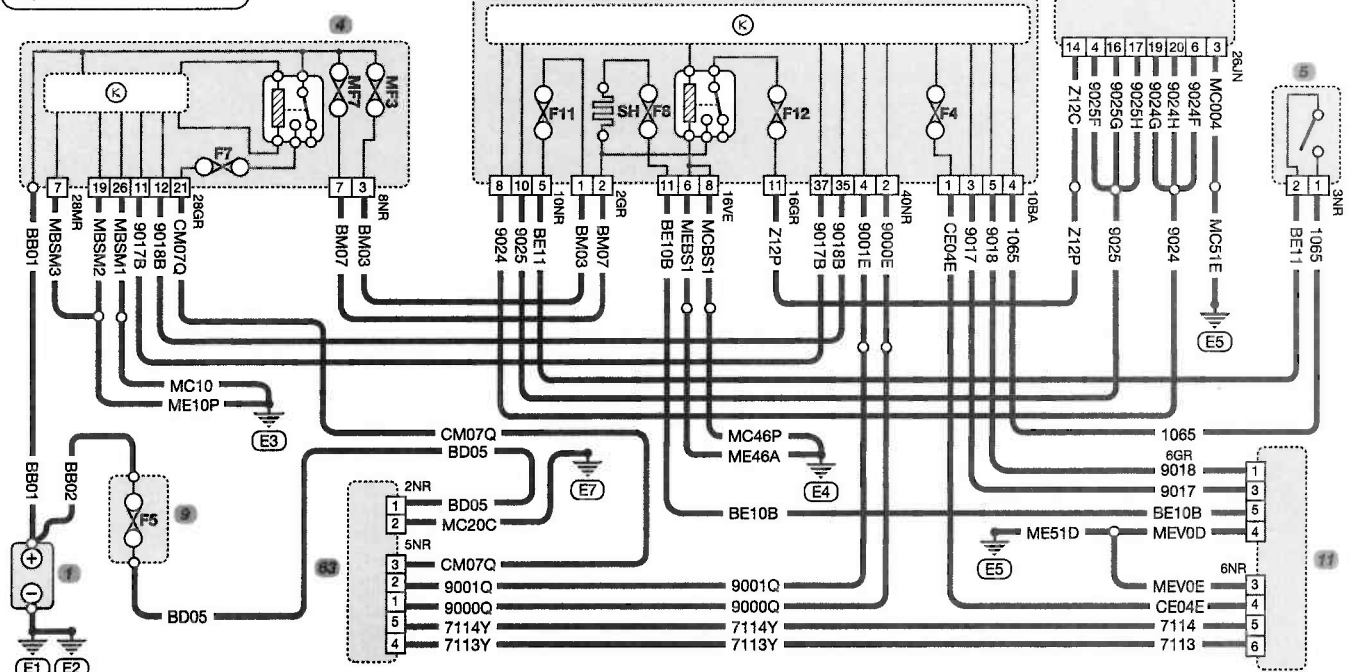 4
K
K
MF7
MF3
F7
F11
SH
F8
F12
F4
5
14 4 16 17 19 20 6 3
26JN
Z12C
9025F
9025G
9025H
9024G
9024H
9024F
MC004
7
28MR
19 26 11 12 21
28GR
7 3
8NR
8 10 5
10NR
1 2
2GR
11 6 8
16VE
11
16GR
37 35 4 2
40NR
1 3 5 4
10BA
2 1
3NR
BB01
MBSM3
MBSM2
MBSM1
9017B
9018B
CM07Q
BM07
BM03
9024
9025
BE11
BM03
BM07
BE10B
MEBS1
MCBS1
Z12P
9017B
9018B
9001E
9000E
CE04E
9017
9018
1065
Z12P
9025
9024
MC51E
BE11
1065
E5
MC10
ME10P
E3
CM07Q
BD05
MC46P
ME46A
E4
1065
6GR
9018 1
9017 3
BE10B BE10B 5
E5 ME51D MEV0D 4
BB01
BB02
F5
9
2NR
1 BD05
2 MC20C
E7
5NR
3 CM07Q
2 9001Q 9001Q
1 9000Q 9000Q
5 7114Y 7114Y
4 7113Y 7113Y
63
6NR
MEV0E 3
CE04E 4
7114 5
7113 6
11
+
−
1
BD05
E1
E2